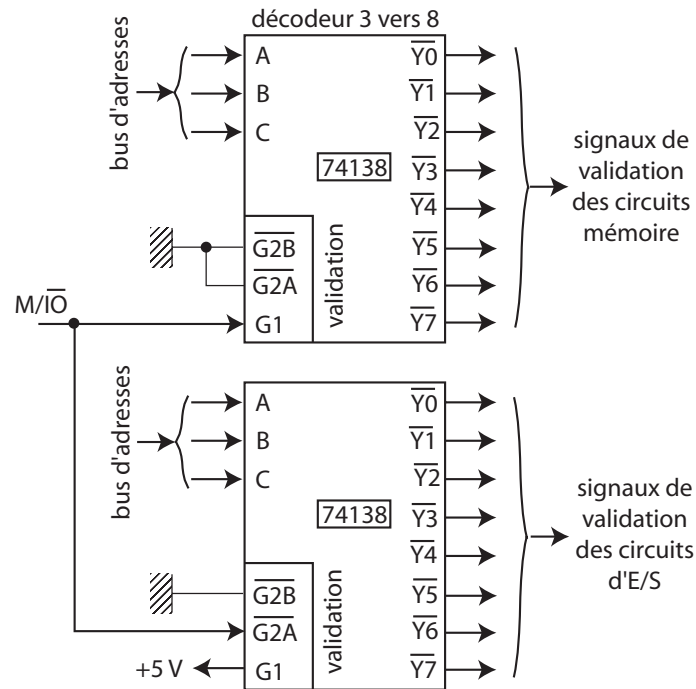 décodeur 3 vers 8
bus d'adresses
A
B
C
74138
G2B
G2A
G1
validation
Y0
Y1
Y2
Y3
Y4
Y5
Y6
Y7
signaux de
validation
des circuits
mémoire
M/IO
bus d'adresses
A
B
C
74138
G2B
G2A
G1
validation
Y0
Y1
Y2
Y3
Y4
Y5
Y6
Y7
signaux de
validation
des circuits
d'E/S
+5 V